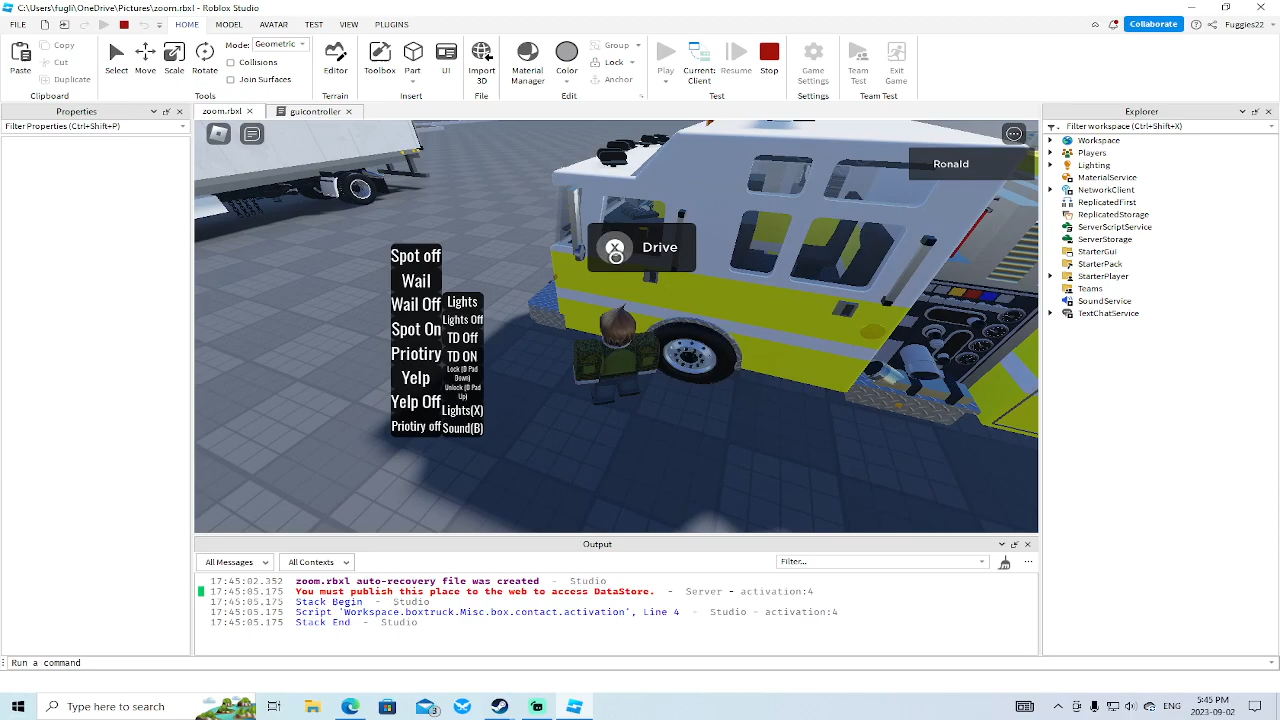 C:\Users\fugli\OneDrive\Pictures\zoom.rbxl - Roblox Studio
FILE HOME MODEL AVATAR TEST VIEW PLUGINS Collaborate Fuggies22
Paste Copy Cut Duplicate Clipboard
Select Move Scale Rotate Mode: Geometric Collisions Join Surfaces Tools
Editor Terrain
Toolbox Part UI Insert
Import 3D File
Material Manager Color Group Lock Anchor Edit
Play Current: Client Resume Stop Test
Game Settings Settings
Team Test Exit Game Team Test
Properties
Filter Properties (Ctrl+Shift+P)
zoom.rbxl guicontroller
Explorer
Filter workspace (Ctrl+Shift+X)
Workspace
Players
Lighting
MaterialService
NetworkClient
ReplicatedFirst
ReplicatedStorage
ServerScriptService
ServerStorage
StarterGui
StarterPack
StarterPlayer
Teams
SoundService
TextChatService
Ronald
X Drive
Spot off
Wail
Wail Off
Spot On
Priotiry
Yelp
Yelp Off
Priotiry off
Lights
Lights Off
TD Off
TD ON
Lock (D Pad
Down)
Unlock (D Pad
Up)
Lights(X)
Sound(B)
Output
All Messages All Contexts Filter...
17:45:02.352 zoom.rbxl auto-recovery file was created - Studio
17:45:05.175 You must publish this place to the web to access DataStore. - Server - activation:4
17:45:05.175 Stack Begin - Studio
17:45:05.175 Script 'Workspace.boxtruck.Misc.box.contact.activation', Line 4 - Studio - activation:4
17:45:05.175 Stack End - Studio
Run a command
Type here to search
3
ENG
5:45 PM
2023-09-02